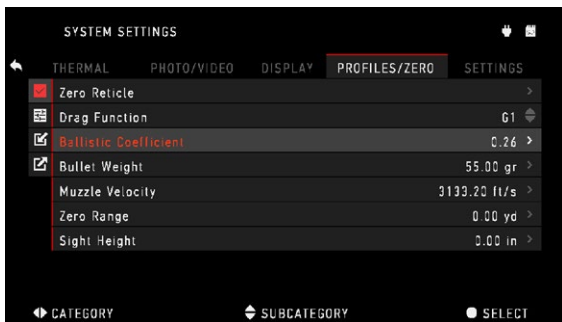 SYSTEM SETTINGS
THERMAL PHOTO/VIDEO DISPLAY PROFILES/ZERO SETTINGS
Zero Reticle
Drag Function G1
Ballistic Coefficient 0.26
Bullet Weight 55.00 gr
Muzzle Velocity 3133.20 ft/s
Zero Range 0.00 yd
Sight Height 0.00 in
CATEGORY SUBCATEGORY SELECT